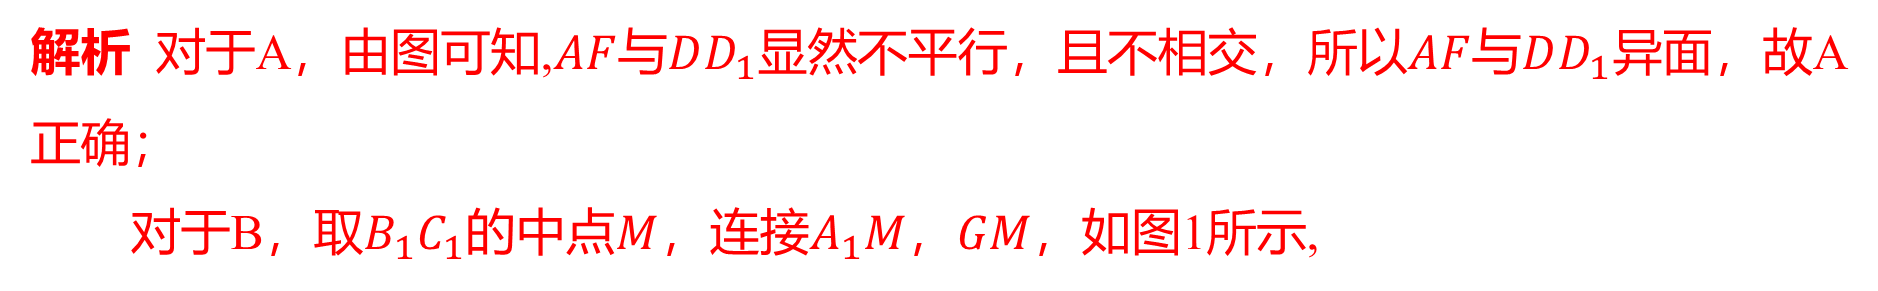 解析 对于A，由图可知,AF与DD₁显然不平行，且不相交，所以AF与DD₁异面，故A
正确；
对于B，取B₁C₁的中点M，连接A₁M，GM，如图1所示,